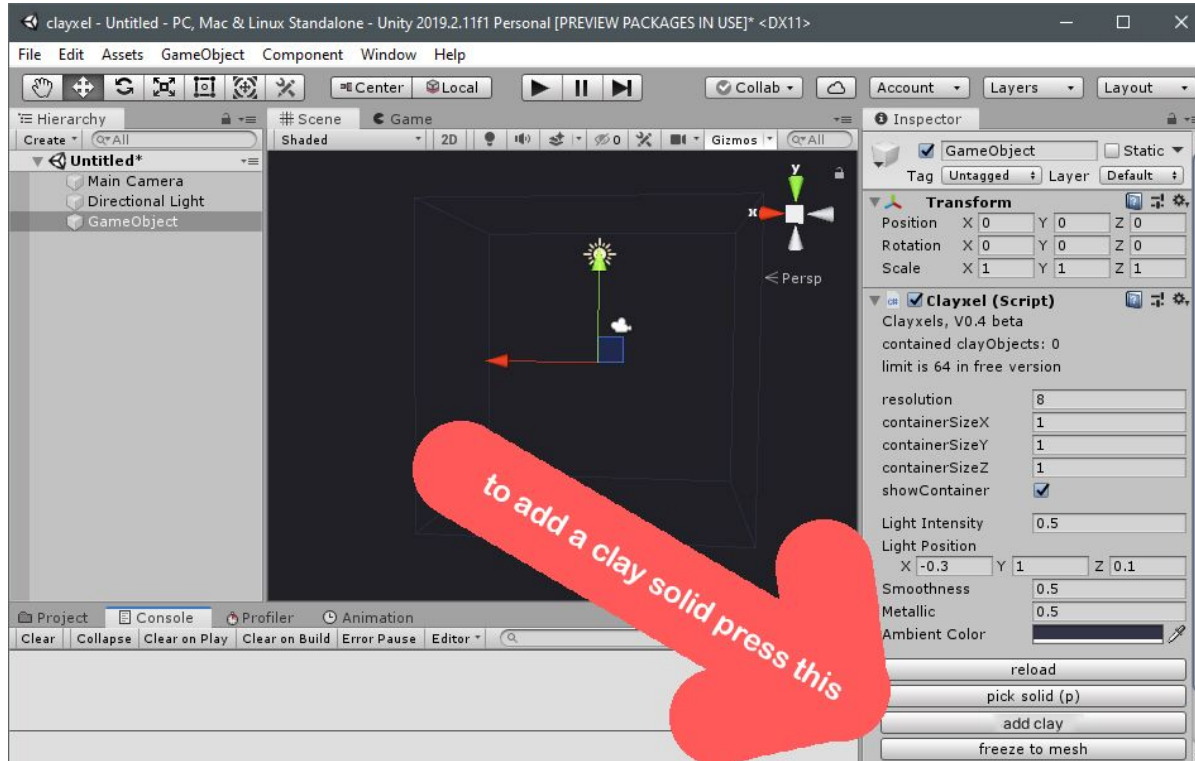 clayxel - Untitled - PC, Mac & Linux Standalone - Unity 2019.2.11f1 Personal [PREVIEW PACKAGES IN USE]* <DX11>
File Edit Assets GameObject Component Window Help
Center Local Collab Account Layers Layout
Hierarchy
Create All
Untitled*
Main Camera
Directional Light
GameObject
Scene Game
Shaded 2D 0 Gizmos All
y
x
Persp
to add a clay solid press this
Project Console Profiler Animation
Clear Collapse Clear on Play Clear on Build Error Pause Editor
Inspector
GameObject Static
Tag Untagged Layer Default
Transform
Position X 0 Y 0 Z 0
Rotation X 0 Y 0 Z 0
Scale X 1 Y 1 Z 1
Clayxel (Script)
Clayxels, V0.4 beta
contained clayObjects: 0
limit is 64 in free version
resolution 8
containerSizeX 1
containerSizeY 1
containerSizeZ 1
showContainer
Light Intensity 0.5
Light Position
X -0.3 Y 1 Z 0.1
Smoothness 0.5
Metallic 0.5
Ambient Color
reload
pick solid (p)
add clay
freeze to mesh